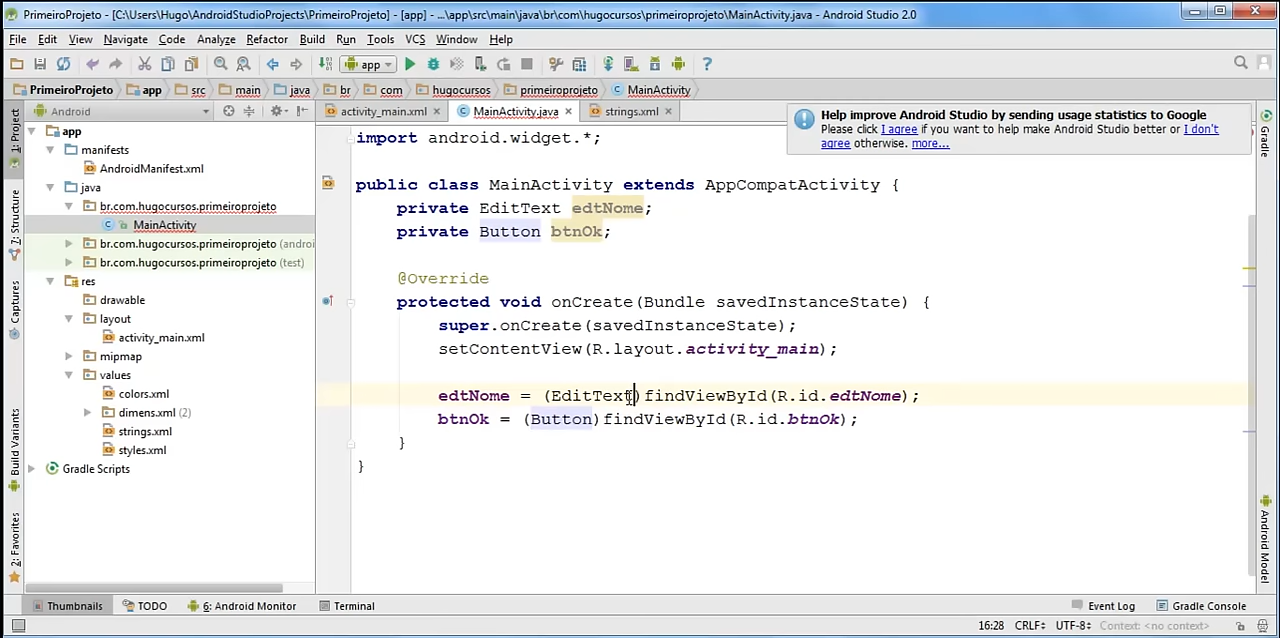 PrimeiroProjeto - [C:\Users\Hugo\AndroidStudioProjects\PrimeiroProjeto] - [app] - ...\app\src\main\java\br\com\hugocursos\primeiroprojeto\MainActivity.java - Android Studio 2.0
File Edit View Navigate Code Analyze Refactor Build Run Tools VCS Window Help
app
PrimeiroProjeto app src main java br com hugocursos primeiroprojeto MainActivity
Android
activity_main.xml MainActivity.java strings.xml
Help improve Android Studio by sending usage statistics to Google
Please click I agree if you want to help make Android Studio better or I don't
agree otherwise. more...
1: Project
7: Structure
Captures
Build Variants
2: Favorites
app
manifests
AndroidManifest.xml
java
br.com.hugocursos.primeiroprojeto
MainActivity
br.com.hugocursos.primeiroprojeto (androi
br.com.hugocursos.primeiroprojeto (test)
res
drawable
layout
activity_main.xml
mipmap
values
colors.xml
dimens.xml (2)
strings.xml
styles.xml
Gradle Scripts
import android.widget.*;
public class MainActivity extends AppCompatActivity {
private EditText edtNome;
private Button btnOk;
@Override
protected void onCreate(Bundle savedInstanceState) {
super.onCreate(savedInstanceState);
setContentView(R.layout.activity_main);
edtNome = (EditText)findViewById(R.id.edtNome);
btnOk = (Button)findViewById(R.id.btnOk);
}
}
Gradle
Android Model
Thumbnails TODO 6: Android Monitor Terminal Event Log Gradle Console
16:28 CRLF UTF-8 Context: <no context>